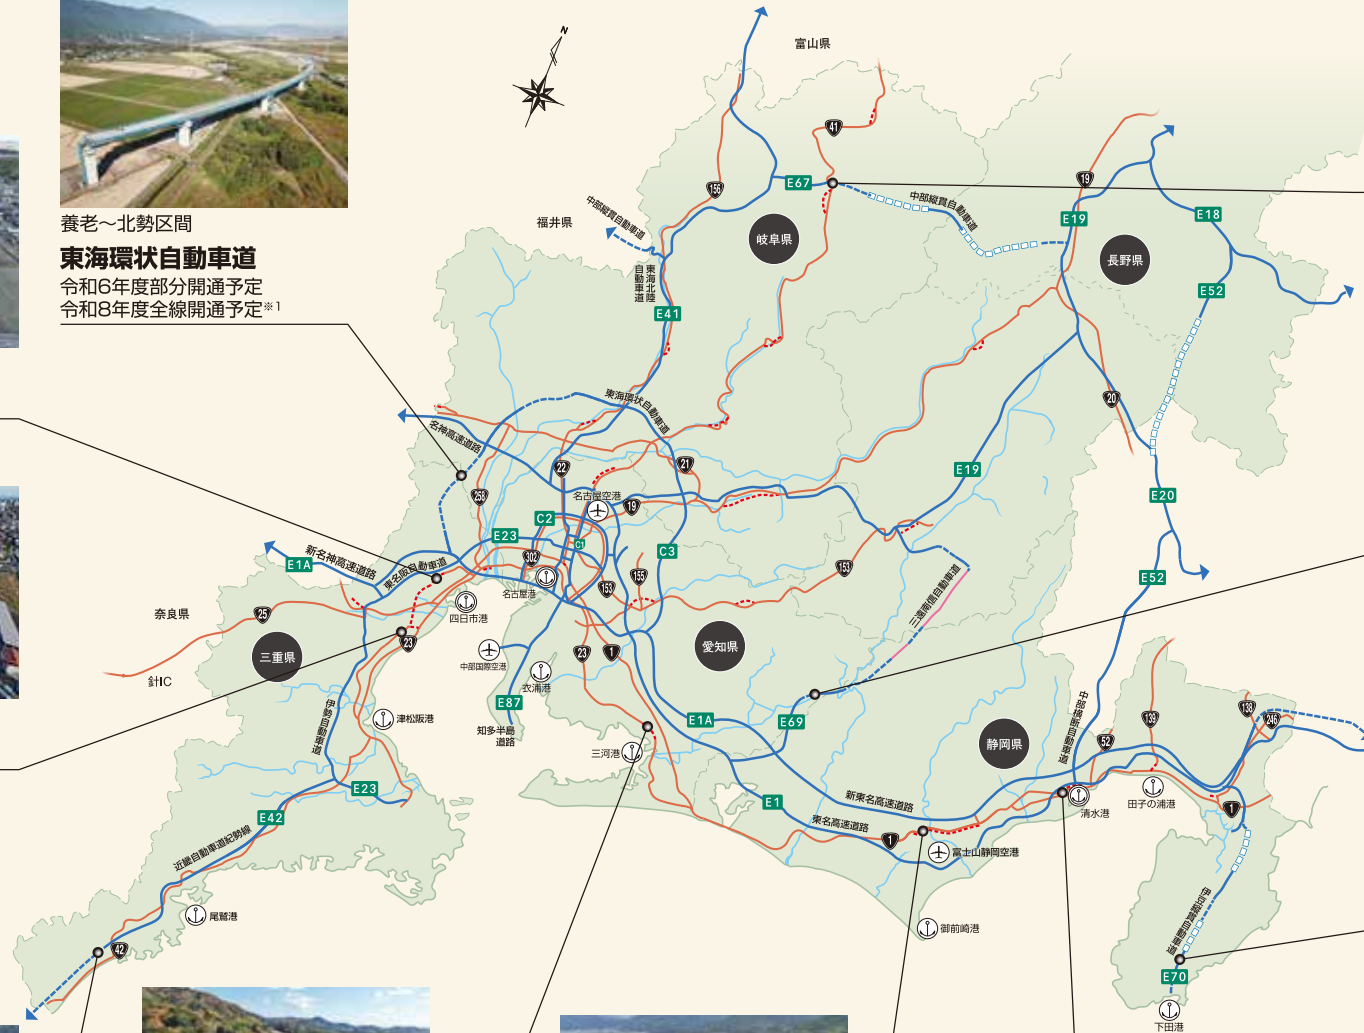 養老～北勢区間
東海環状自動車道
令和6年度部分開通予定
令和8年度全線開通予定※1
N
富山県
41
156
E67
福井県
中部縦貫自動車道
岐阜県
中部縦貫自動車道
19
E19
E18
長野県
E52
東海北陸
自動車道
E41
20
東海環状自動車道
名神高速道路
22
21
E19
258
名古屋空港
19
E20
C2
E23
C1
302
C3
E1A
新名神高速道路
東名阪自動車道
名古屋港
153
155
153
E52
三遠南信自動車道
奈良県
25
四日市港
23
三重県
針IC
中部国際空港
衣浦港
23
1
愛知県
E87
知多半島
道路
伊勢自動車道
津松阪港
三河港
E1A
E69
静岡県
中部横断自動車道
52
139
138
246
E23
E42
近畿自動車道紀勢線
E1
新東名高速道路
東名高速道路
1
富士山静岡空港
清水港
田子の浦港
1
尾鷲港
御前崎港
伊豆縦貫自動車道
42
E70
下田港